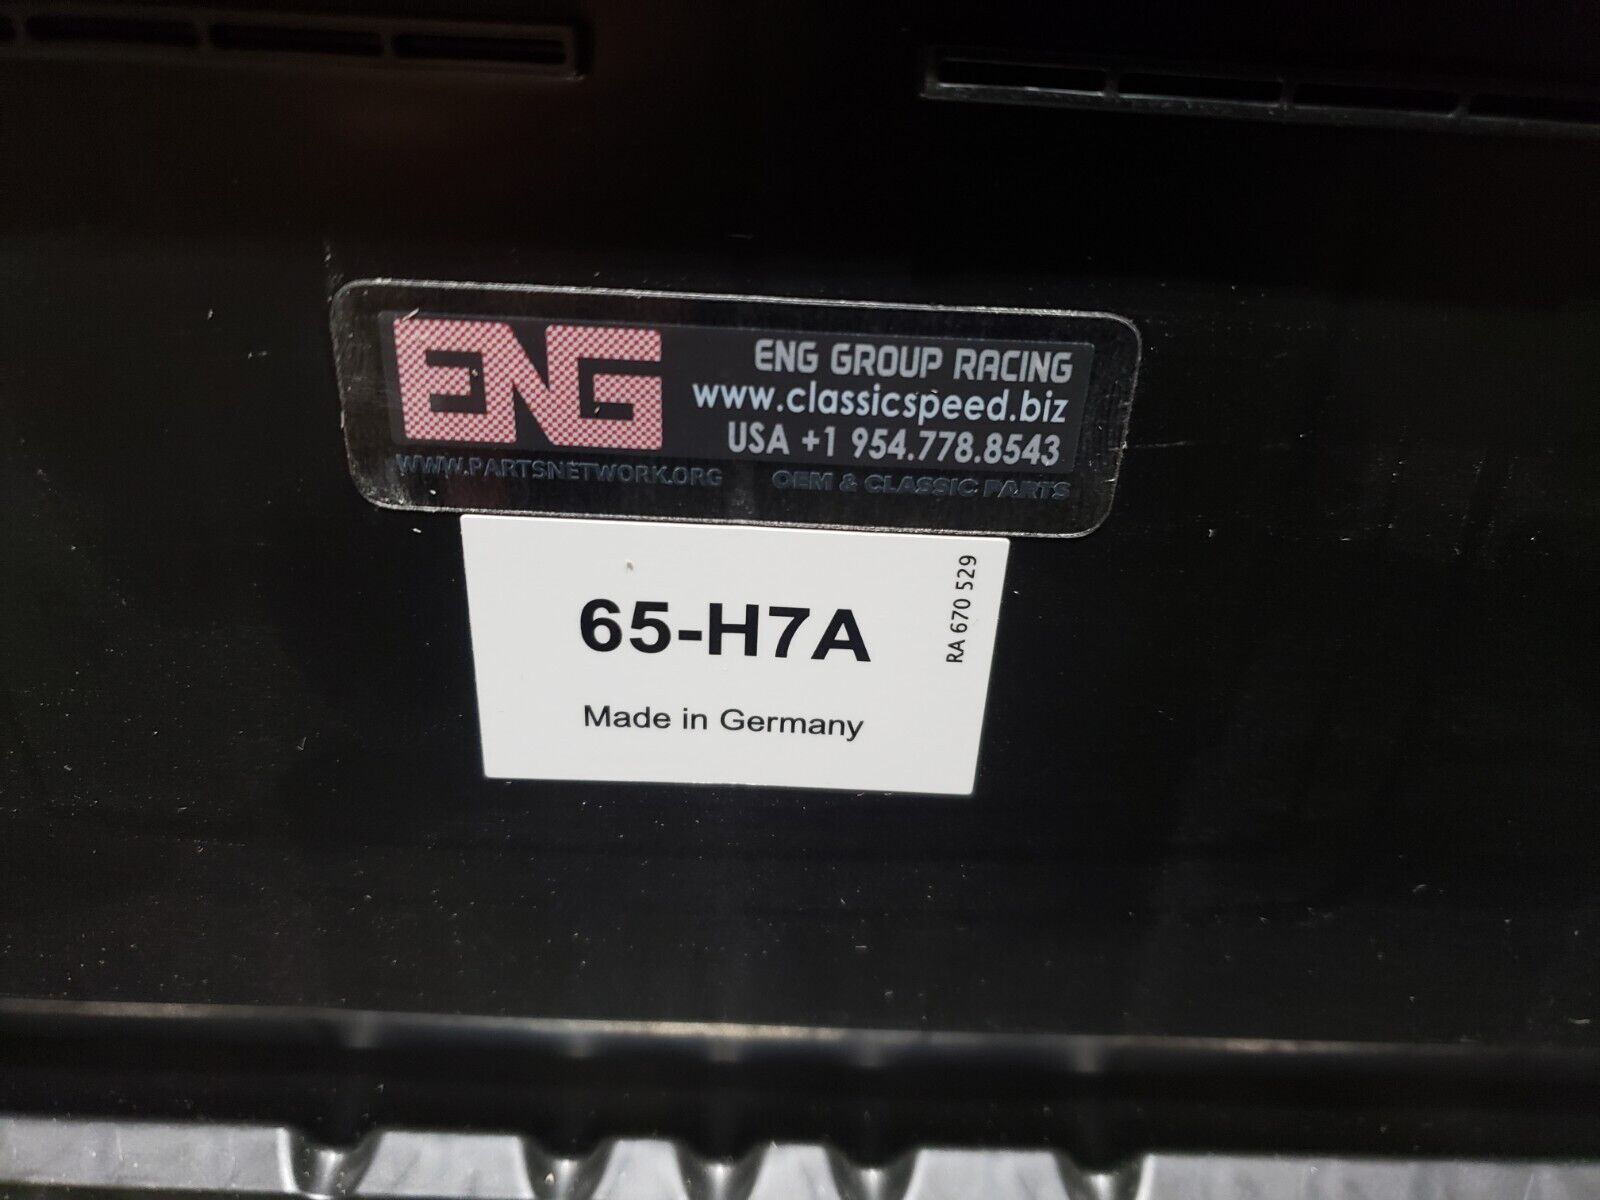 ENG
ENG GROUP RACING
www.classicspeed.biz
USA +1 954.778.8543
WWW.PARTSNETWORK.ORG OEM & CLASSIC PARTS
65-H7A
Made in Germany
RA 670 529